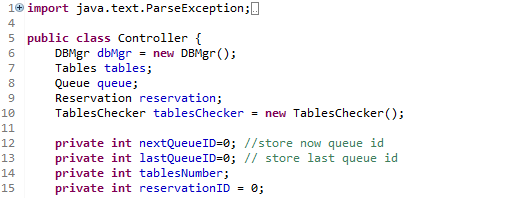 1 import java.text.ParseException;
4
5 public class Controller {
6 DBMgr dbMgr = new DBMgr();
7 Tables tables;
8 Queue queue;
9 Reservation reservation;
10 TablesChecker tablesChecker = new TablesChecker();
11
12 private int nextQueueID=0; //store now queue id
13 private int lastQueueID=0; // store last queue id
14 private int tablesNumber;
15 private int reservationID = 0;